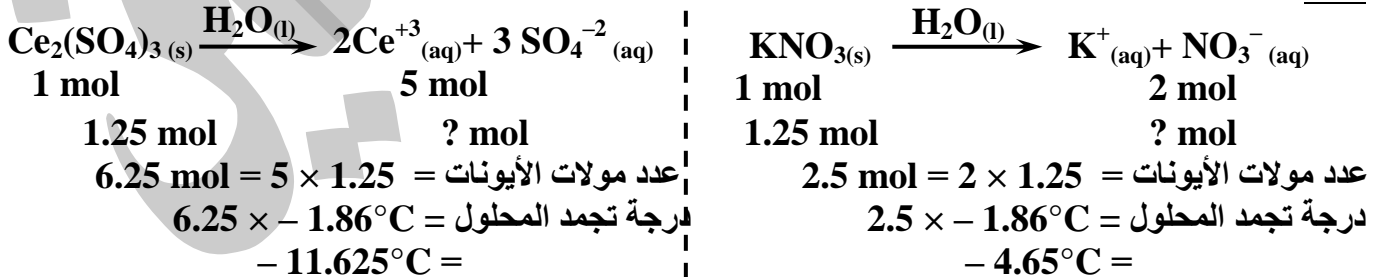 KNO₃₍s₎ H₂O₍l₎ → K⁺(aq)+ NO₃⁻ (aq)
1 mol 2 mol
1.25 mol ? mol
عدد مولات الأيونات = 1.25 × 2 = 2.5 mol
درجة تجمد المحلول = 2.5 × – 1.86°C
= – 4.65°C
Ce₂(SO₄)₃ (s) H₂O(l) → 2Ce⁺³(aq)+ 3 SO₄⁻² (aq)
1 mol 5 mol
1.25 mol ? mol
عدد مولات الأيونات = 1.25 × 5 = 6.25 mol
درجة تجمد المحلول = 6.25 × – 1.86°C
= – 11.625°C